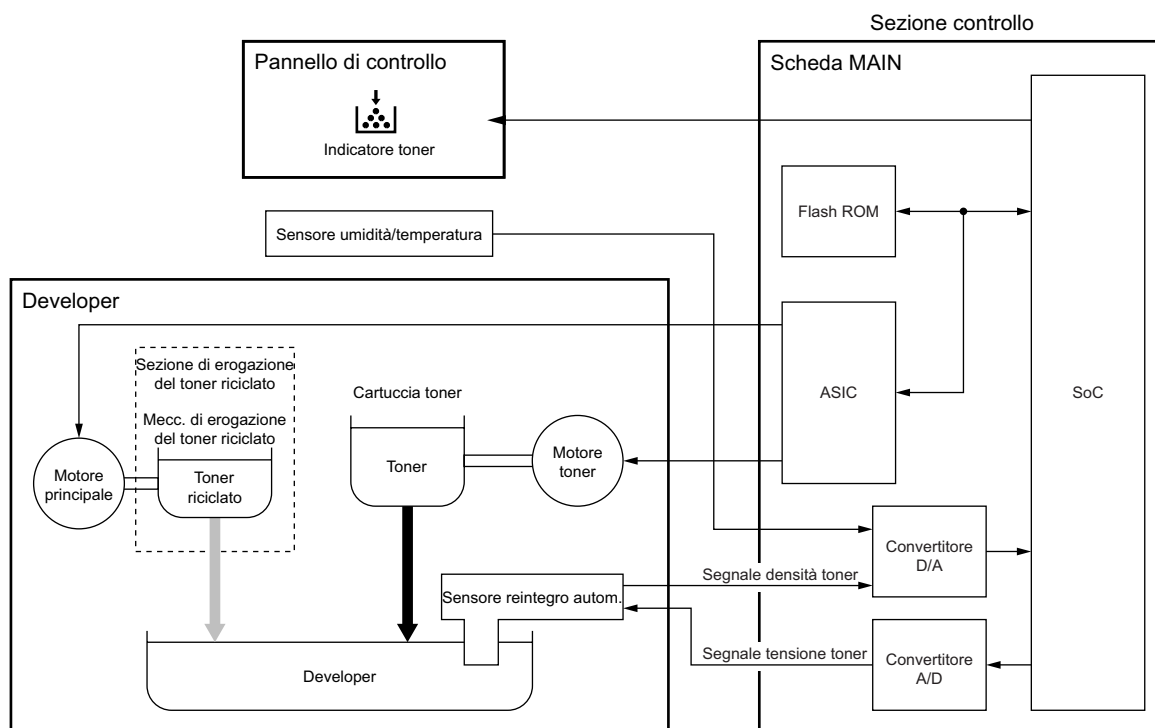 Sezione controllo
Pannello di controllo
Indicatore toner
Scheda MAIN
Flash ROM
SoC
Sensore umidità/temperatura
Developer
ASIC
Sezione di erogazione
del toner riciclato
Mecc. di erogazione
del toner riciclato
Cartuccia toner
Motore
principale
Toner
riciclato
Toner
Motore
toner
Convertitore
D/A
Segnale densità toner
Sensore reintegro autom.
Segnale tensione toner
Convertitore
A/D
Developer